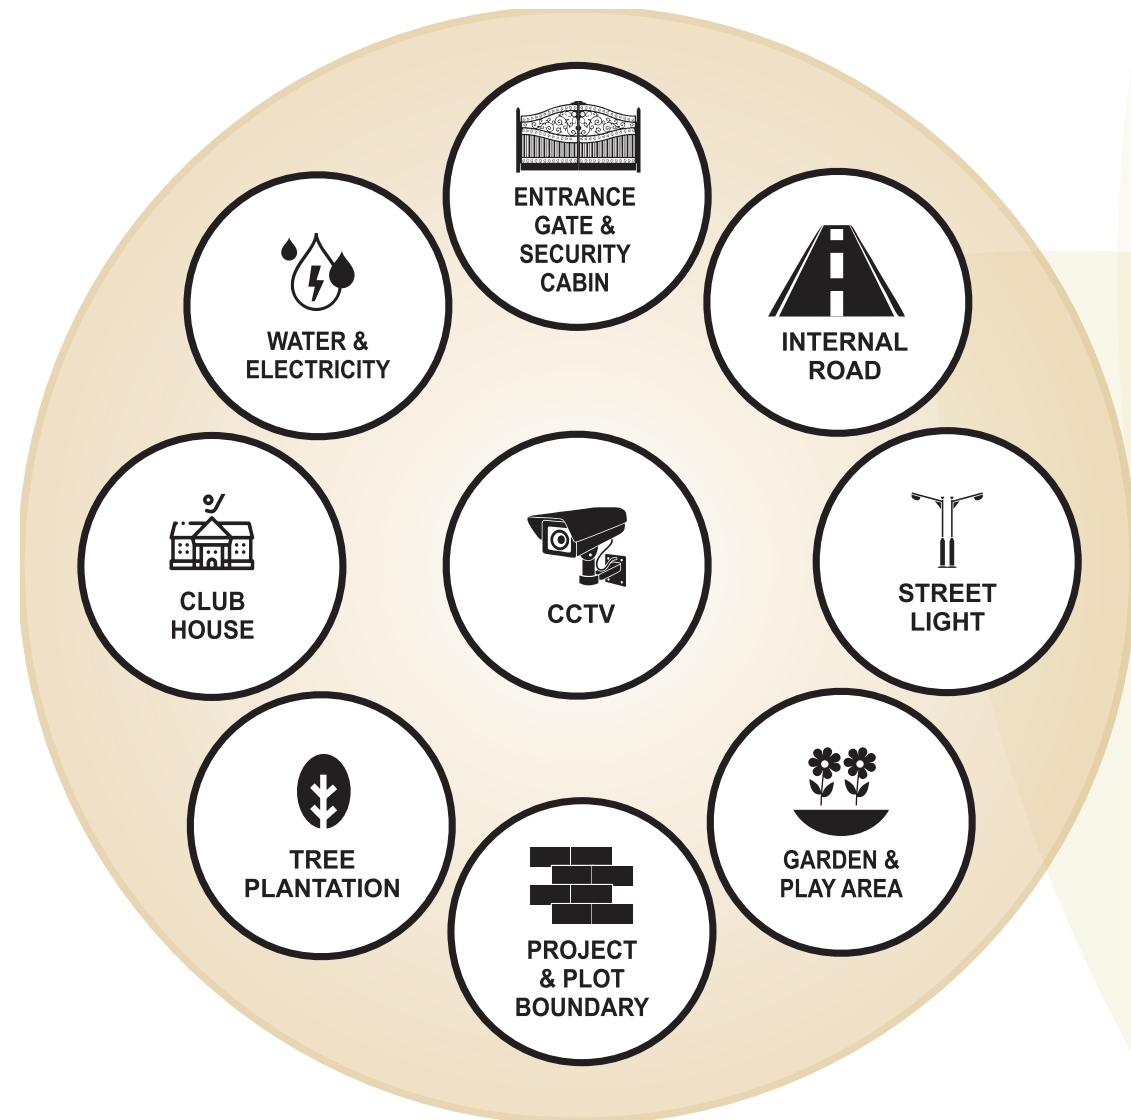 ENTRANCE
GATE &
SECURITY
CABIN
WATER &
ELECTRICITY
INTERNAL
ROAD
CLUB
HOUSE
CCTV
STREET
LIGHT
TREE
PLANTATION
GARDEN &
PLAY AREA
PROJECT
& PLOT
BOUNDARY